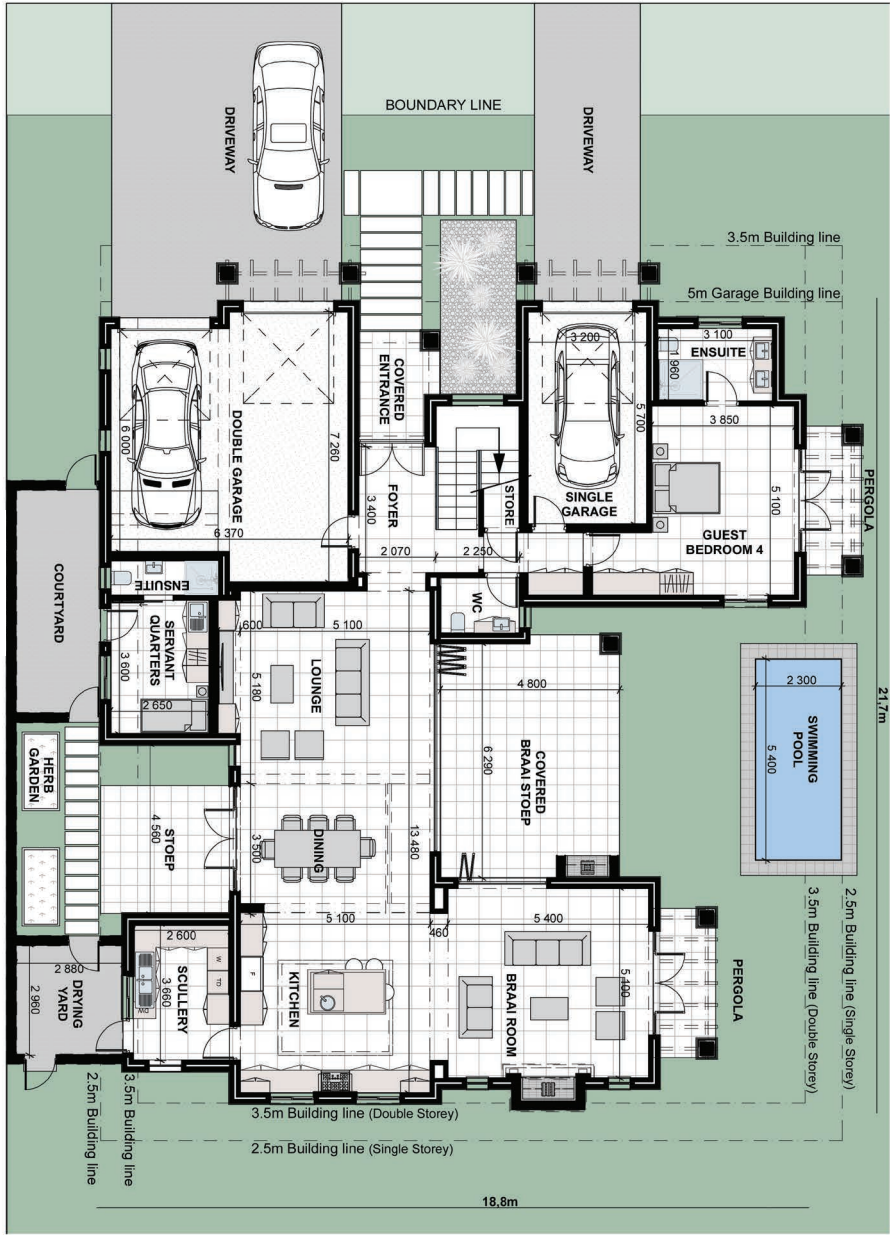 BOUNDARY LINE
DRIVEWAY
DRIVEWAY
3.5m Building line
5m Garage Building line
3 100
ENSUITE
1 960
3 200
5 700
SINGLE
GARAGE
3 850
5 100
GUEST
BEDROOM 4
PERGOLA
COVERED
ENTRANCE
6 000
DOUBLE GARAGE
7 260
6 370
FOYER
3 400
2 070
2 250
STORE
WC
COURTYARD
ENSUITE
SERVANT
QUARTERS
3 600
2 650
600
5 100
LOUNGE
5 180
4 800
6 290
COVERED
BRAAI STOEP
2 300
SWIMMING
POOL
5 400
21,7m
HERB
GARDEN
STOEP
4 560
DINING
3 500
13 480
5 100
460
5 400
5 100
BRAAI ROOM
PERGOLA
KITCHEN
F
2 600
W
TD
SCULLERY
3 660
DW
2 880
DRYING
YARD
2 960
3.5m Building line (Double Storey)
2.5m Building line (Single Storey)
3.5m Building line
2.5m Building line
3.5m Building line (Double Storey)
2.5m Building line (Single Storey)
18,8m